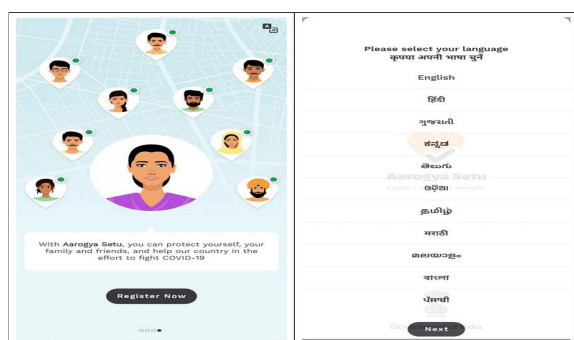 With Aarogya Setu, you can protect yourself, your
family and friends, and help our country in the
effort to fight COVID-19
Register Now
Please select your language
कृपया अपनी भाषा चुनें
English
हिंदी
ગુજરાતી
ಕನ್ನಡ
తెలుగు
Aarogya Setu
ଓଡ଼ିଆ
தமிழ்
मराठी
മലയാളം
বাংলা
ਪੰਜਾਬੀ
Next